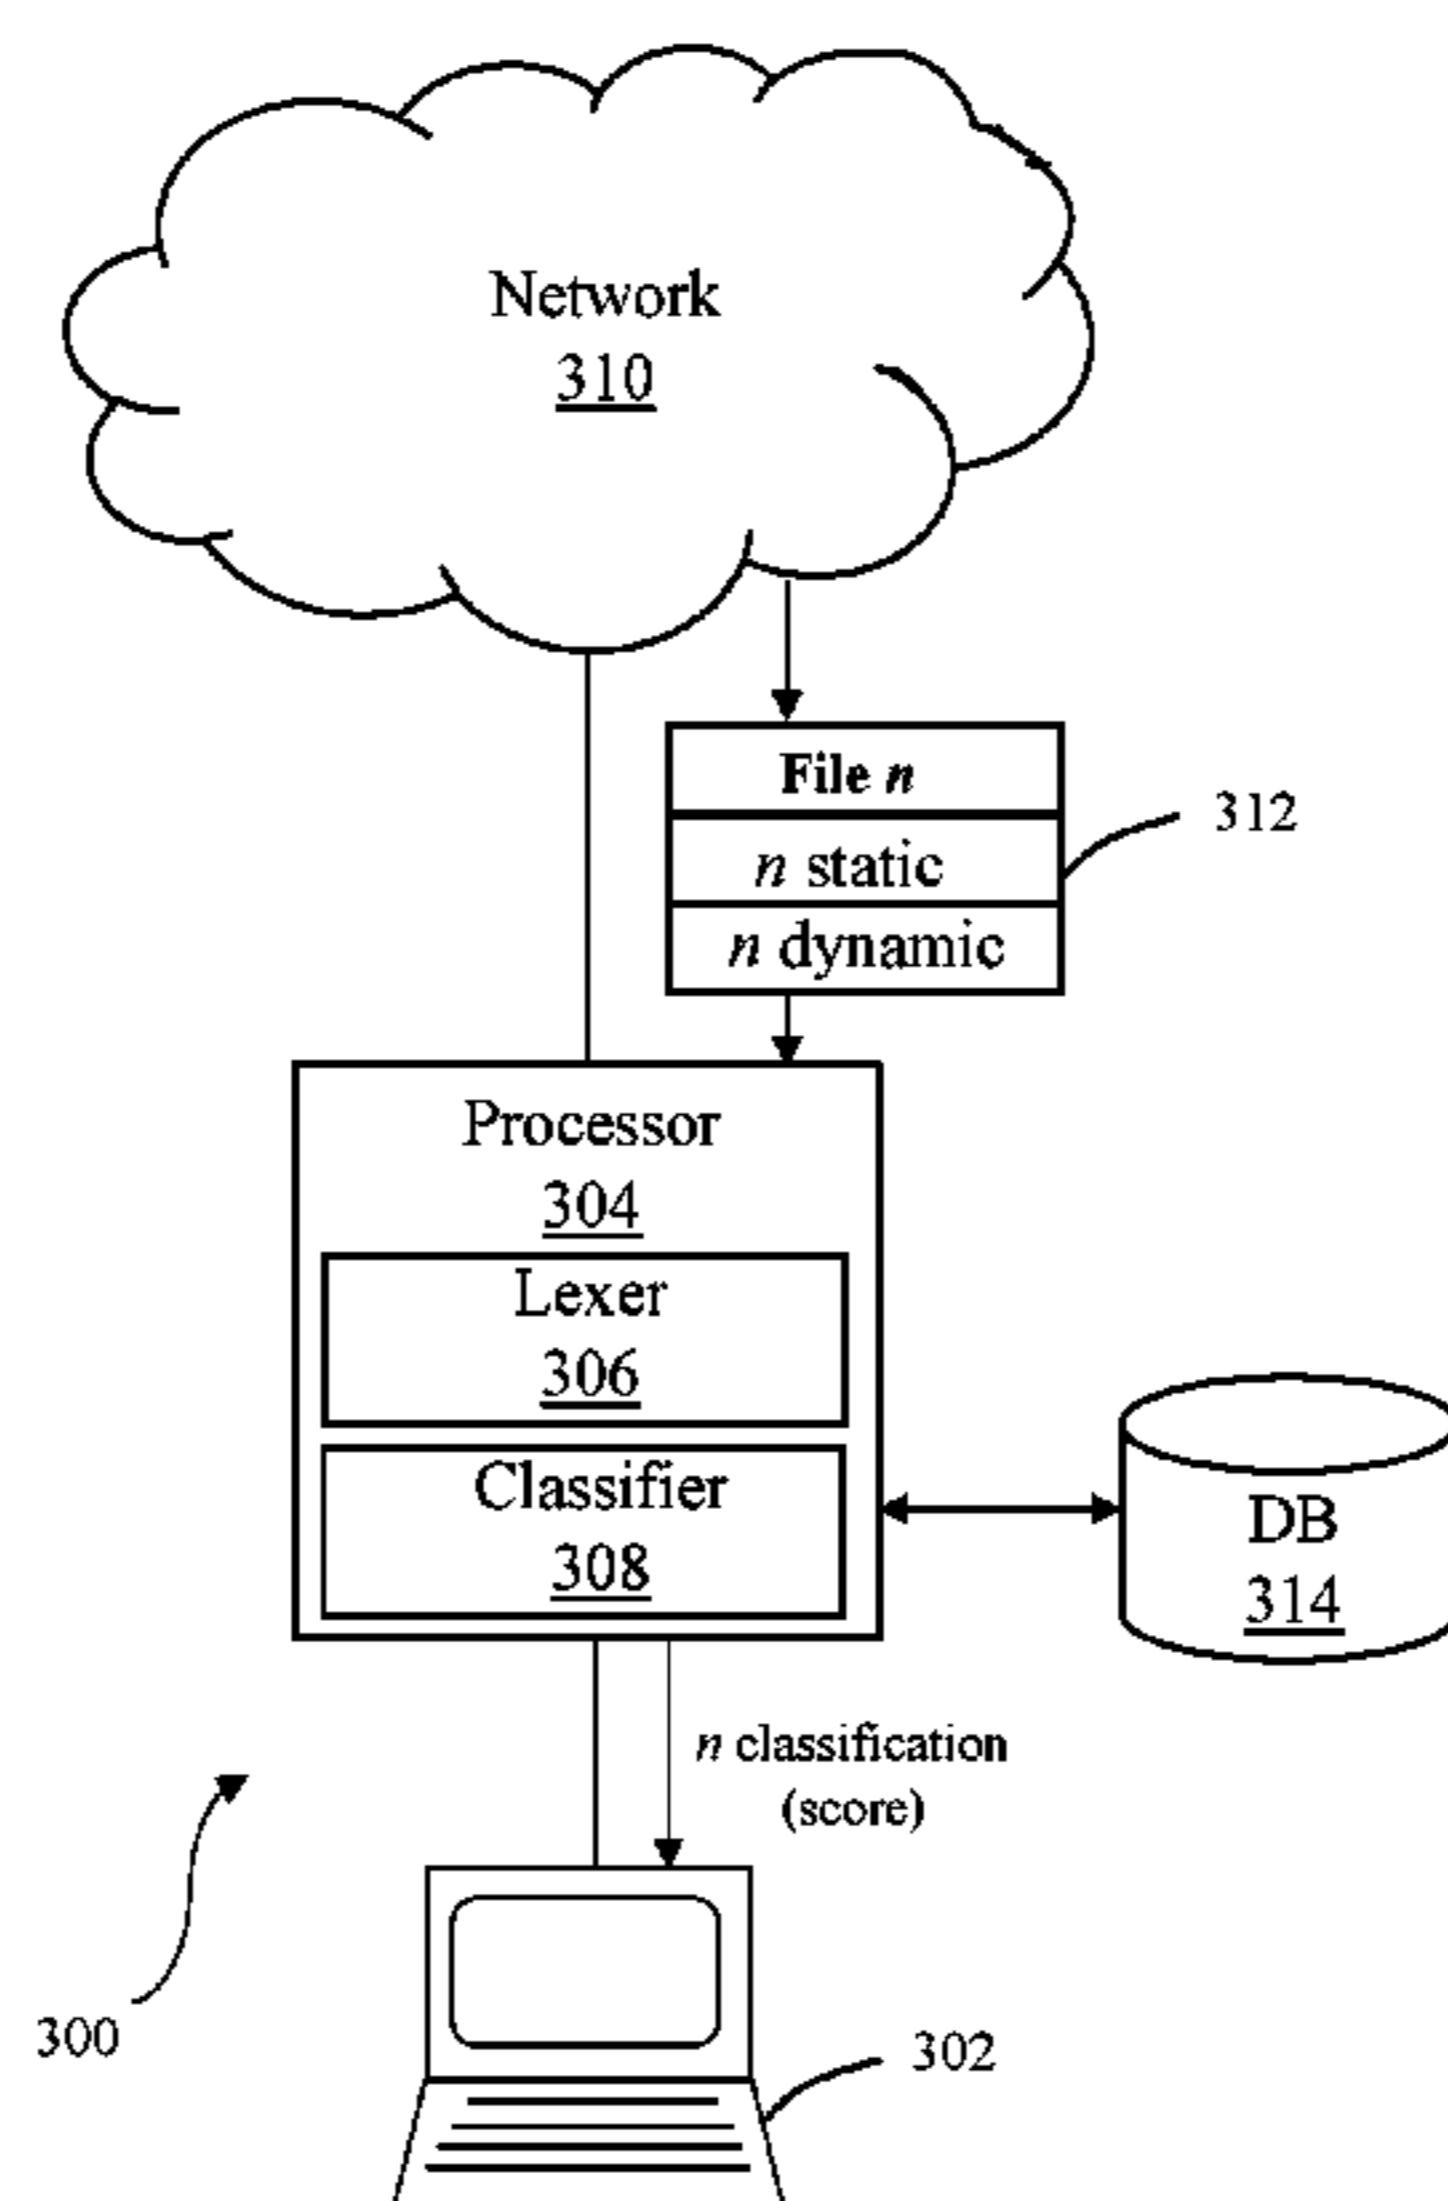 Network
310
File n
312
n static
n dynamic
Processor
304
Lexer
306
Classifier
308
DB
314
n classification
(score)
300
302